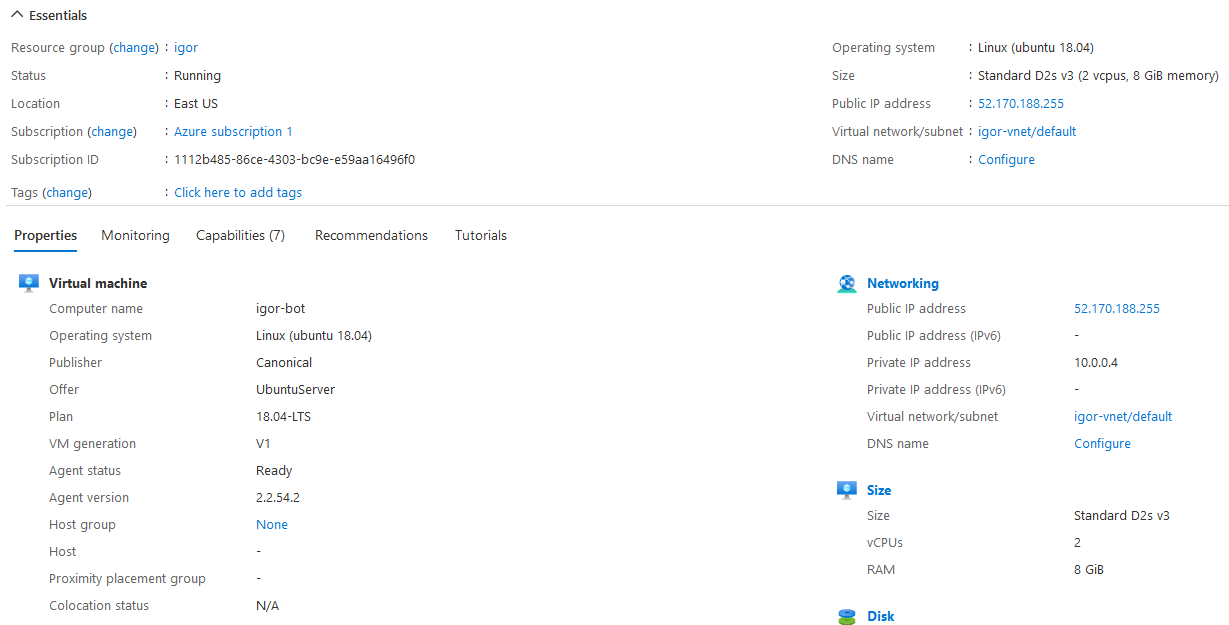 Essentials
Resource group (change) : igor
Status : Running
Location : East US
Subscription (change) : Azure subscription 1
Subscription ID : 1112b485-86ce-4303-bc9e-e59aa16496f0
Tags (change) : Click here to add tags
Operating system : Linux (ubuntu 18.04)
Size : Standard D2s v3 (2 vcpus, 8 GiB memory)
Public IP address : 52.170.188.255
Virtual network/subnet : igor-vnet/default
DNS name : Configure
Properties Monitoring Capabilities (7) Recommendations Tutorials
Virtual machine
Computer name igor-bot
Operating system Linux (ubuntu 18.04)
Publisher Canonical
Offer UbuntuServer
Plan 18.04-LTS
VM generation V1
Agent status Ready
Agent version 2.2.54.2
Host group None
Host -
Proximity placement group -
Colocation status N/A
Networking
Public IP address 52.170.188.255
Public IP address (IPv6) -
Private IP address 10.0.0.4
Private IP address (IPv6) -
Virtual network/subnet igor-vnet/default
DNS name Configure
Size
Size Standard D2s v3
vCPUs 2
RAM 8 GiB
Disk